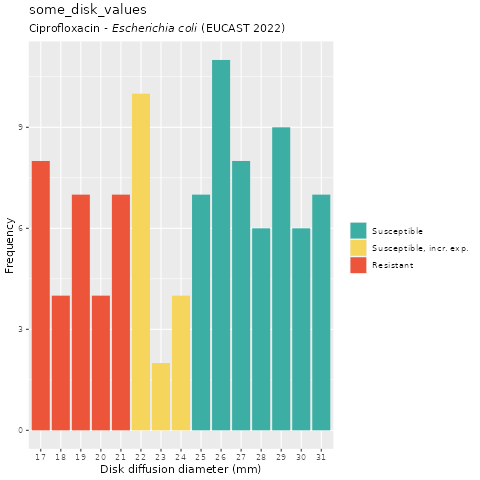 some_disk_values
Ciprofloxacin - Escherichia coli (EUCAST 2022)
Frequency
9
6
3
0
17 18 19 20 21 22 23 24 25 26 27 28 29 30 31
Disk diffusion diameter (mm)
Susceptible
Susceptible, incr. exp.
Resistant